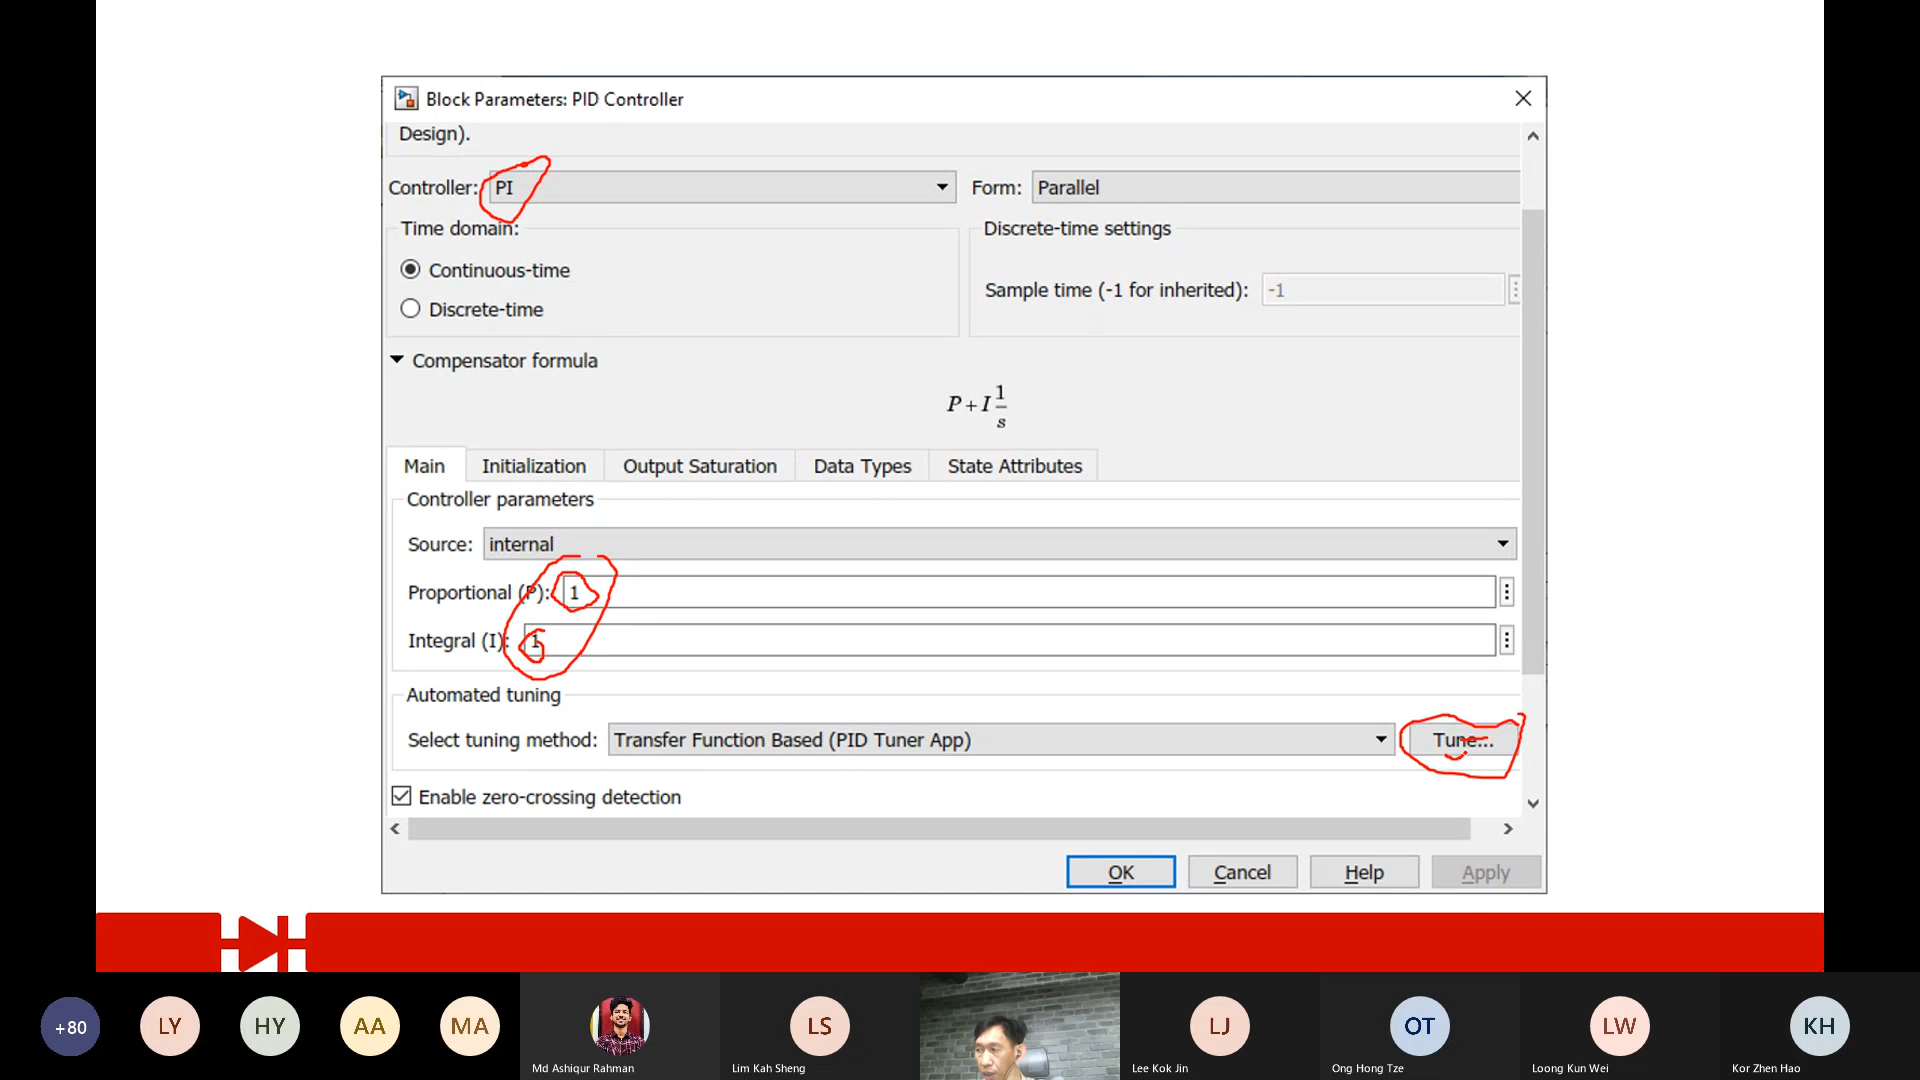 Block Parameters: PID Controller
Design).
Controller: PI Form: Parallel
Time domain: Discrete-time settings
Continuous-time
Sample time (-1 for inherited): -1
Discrete-time
Compensator formula
P + I 1/s
Main Initialization Output Saturation Data Types State Attributes
Controller parameters
Source: internal
Proportional (P): 1
Integral (I): 1
Automated tuning
Select tuning method: Transfer Function Based (PID Tuner App) Tune...
Enable zero-crossing detection
OK Cancel Help Apply
+80 LY HY AA MA LS LJ OT LW KH
Md Ashiqur Rahman Lim Kah Sheng Lee Kok Jin Ong Hong Tze Loong Kun Wei Kor Zhen Hao